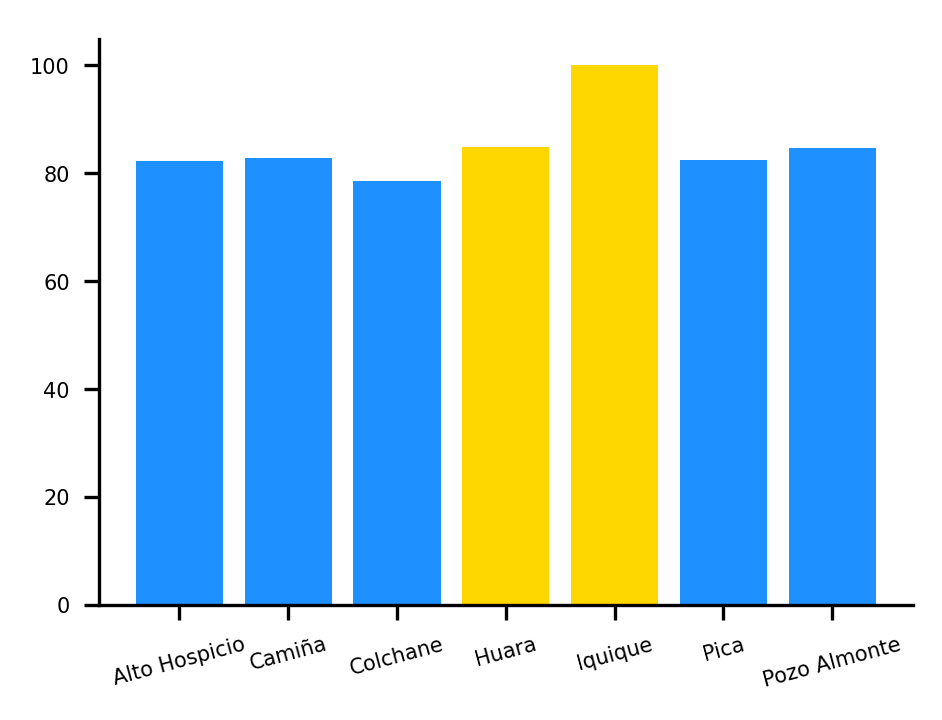 100
80
60
40
20
0
Alto Hospicio
Camiña
Colchane
Huara
Iquique
Pica
Pozo Almonte